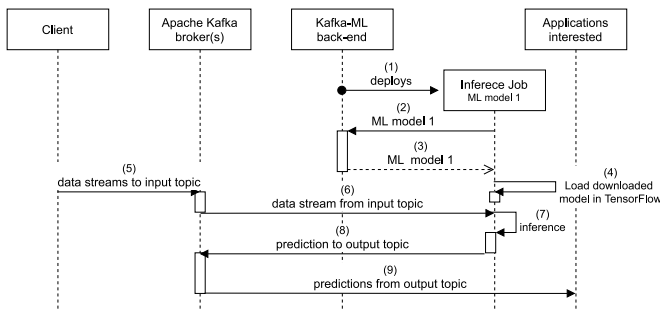 Client
Apache Kafka
broker(s)
Kafka-ML
back-end
Applications
interested
(1)
deploys
Inferece Job
ML model 1
(2)
ML model 1
(3)
ML model 1
(4)
Load downloaded
model in TensorFlow
(5)
data streams to input topic
(6)
data stream from input topic
(7)
inference
(8)
prediction to output topic
(9)
predictions from output topic